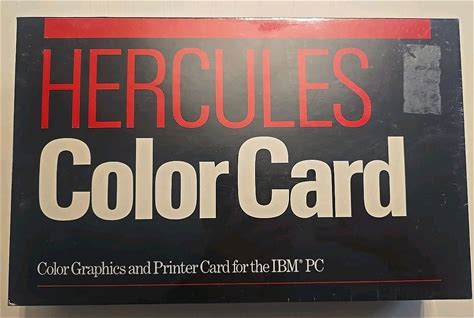 HERCULES
Color Card
Color Graphics and Printer Card for the IBM® PC